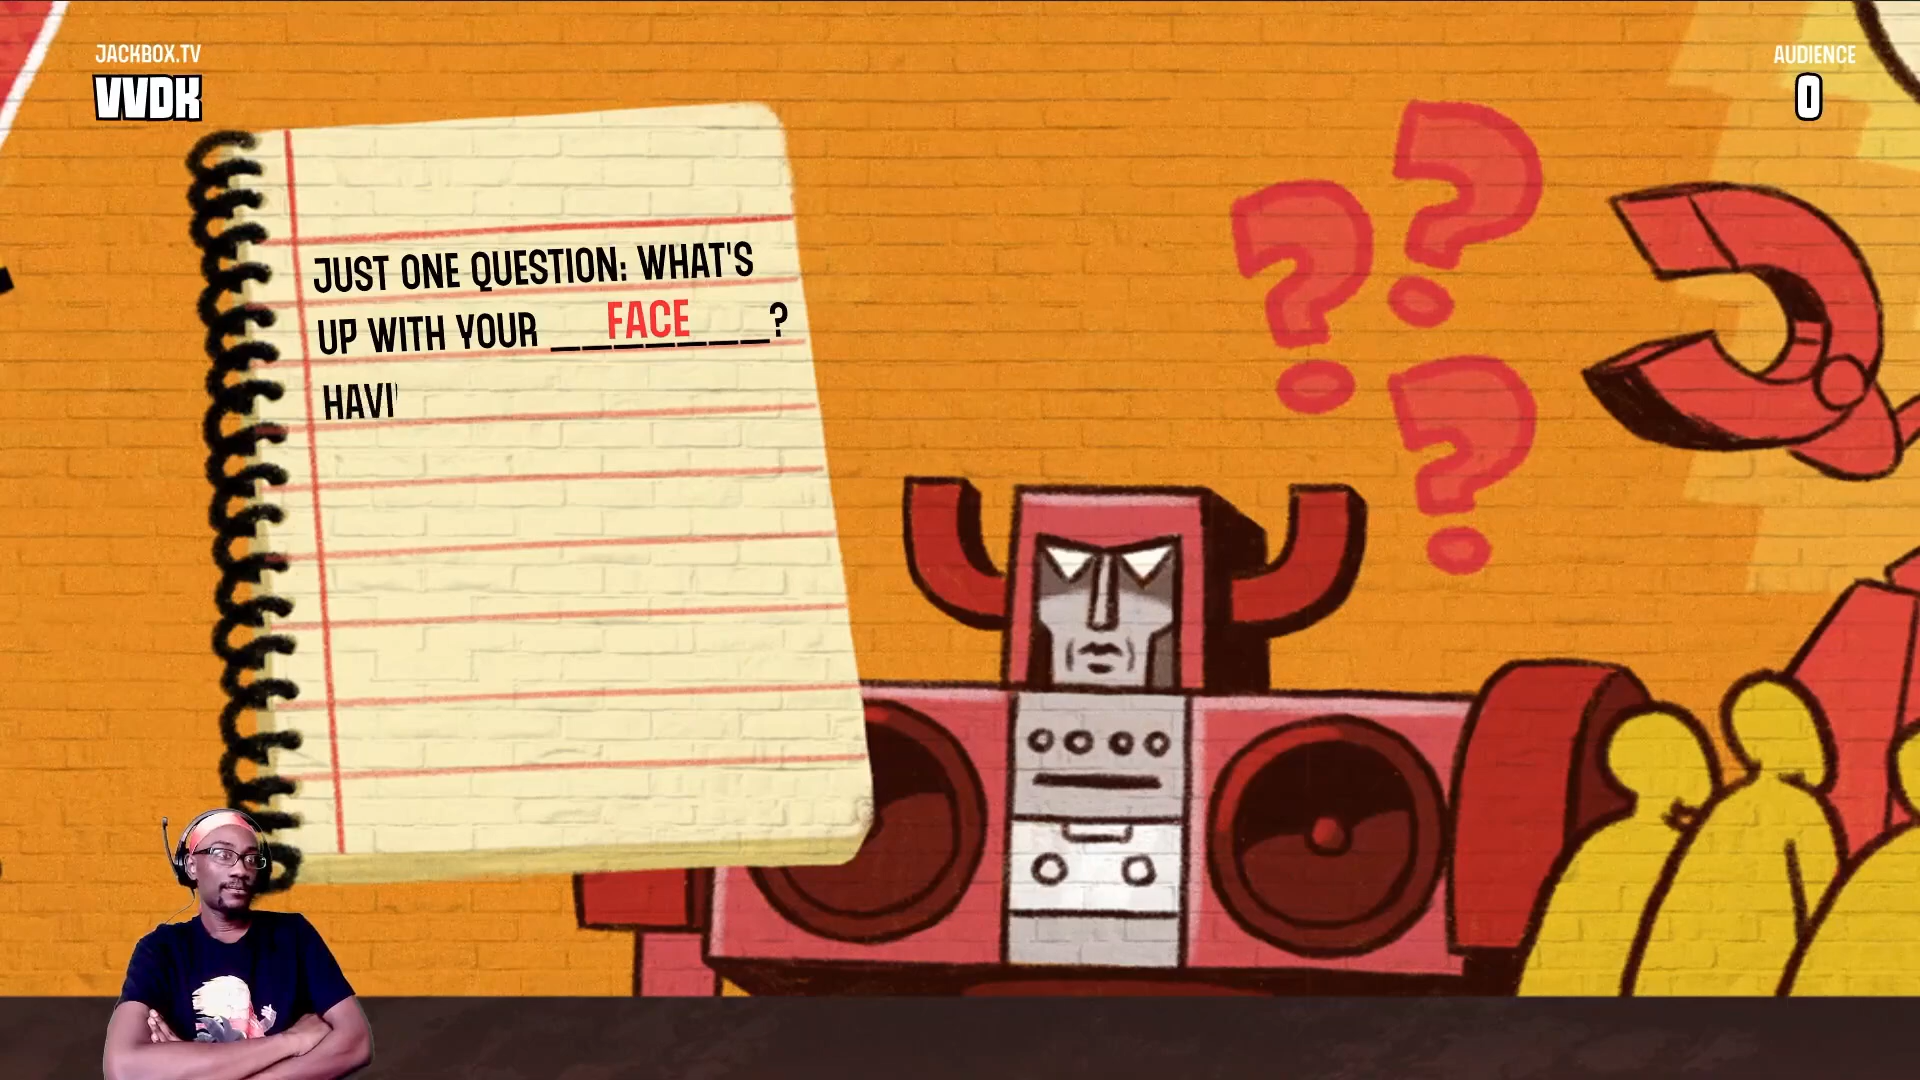 JACKBOX.TV
VVDK
AUDIENCE
0
JUST ONE QUESTION: WHAT'S
UP WITH YOUR FACE?
HAVI